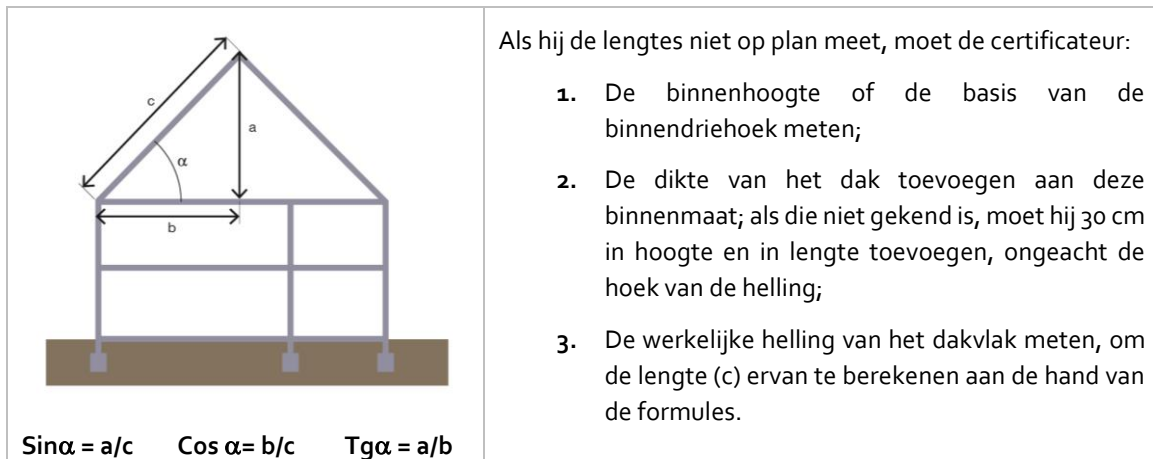 c
a
α
b
Sinα = a/c Cos α= b/c Tgα = a/b
Als hij de lengtes niet op plan meet, moet de certificateur:
1. De binnenhoogte of de basis van de
binnendriehoek meten;
2. De dikte van het dak toevoegen aan deze
binnenmaat; als die niet gekend is, moet hij 30 cm
in hoogte en in lengte toevoegen, ongeacht de
hoek van de helling;
3. De werkelijke helling van het dakvlak meten, om
de lengte (c) ervan te berekenen aan de hand van
de formules.